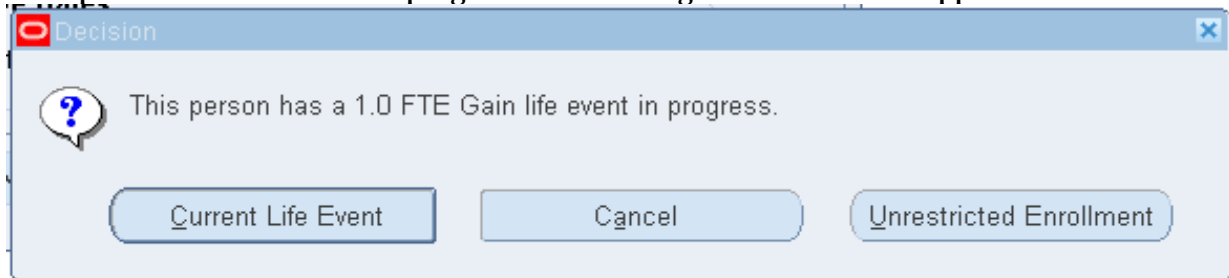 Decision
This person has a 1.0 FTE Gain life event in progress.
Current Life Event Cancel Unrestricted Enrollment